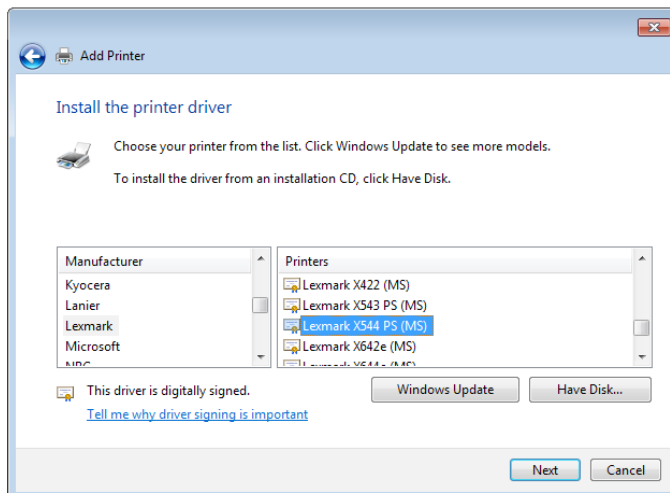 Add Printer
Install the printer driver
Choose your printer from the list. Click Windows Update to see more models.
To install the driver from an installation CD, click Have Disk.
Manufacturer
Kyocera
Lanier
Lexmark
Microsoft
Printers
Lexmark X422 (MS)
Lexmark X543 PS (MS)
Lexmark X544 PS (MS)
Lexmark X642e (MS)
This driver is digitally signed.
Tell me why driver signing is important
Windows Update
Have Disk...
Next
Cancel